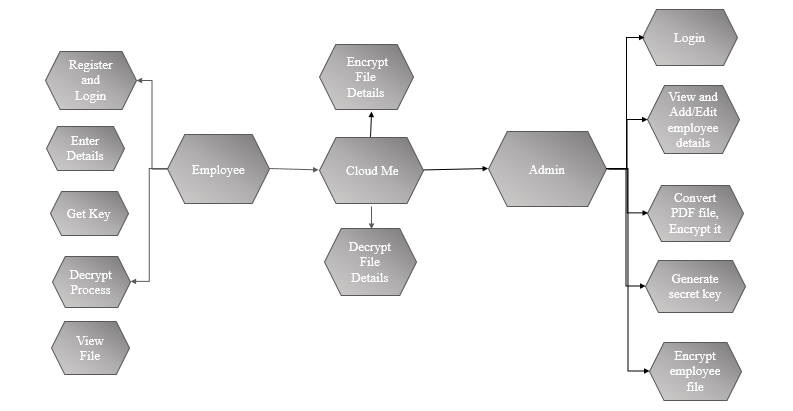 Register
and
Login
Enter
Details
Get Key
Decrypt
Process
View
File
Employee
Encrypt
File
Details
Cloud Me
Decrypt
File
Details
Admin
Login
View and
Add/Edit
employee
details
Convert
PDF file,
Encrypt it
Generate
secret key
Encrypt
employee
file